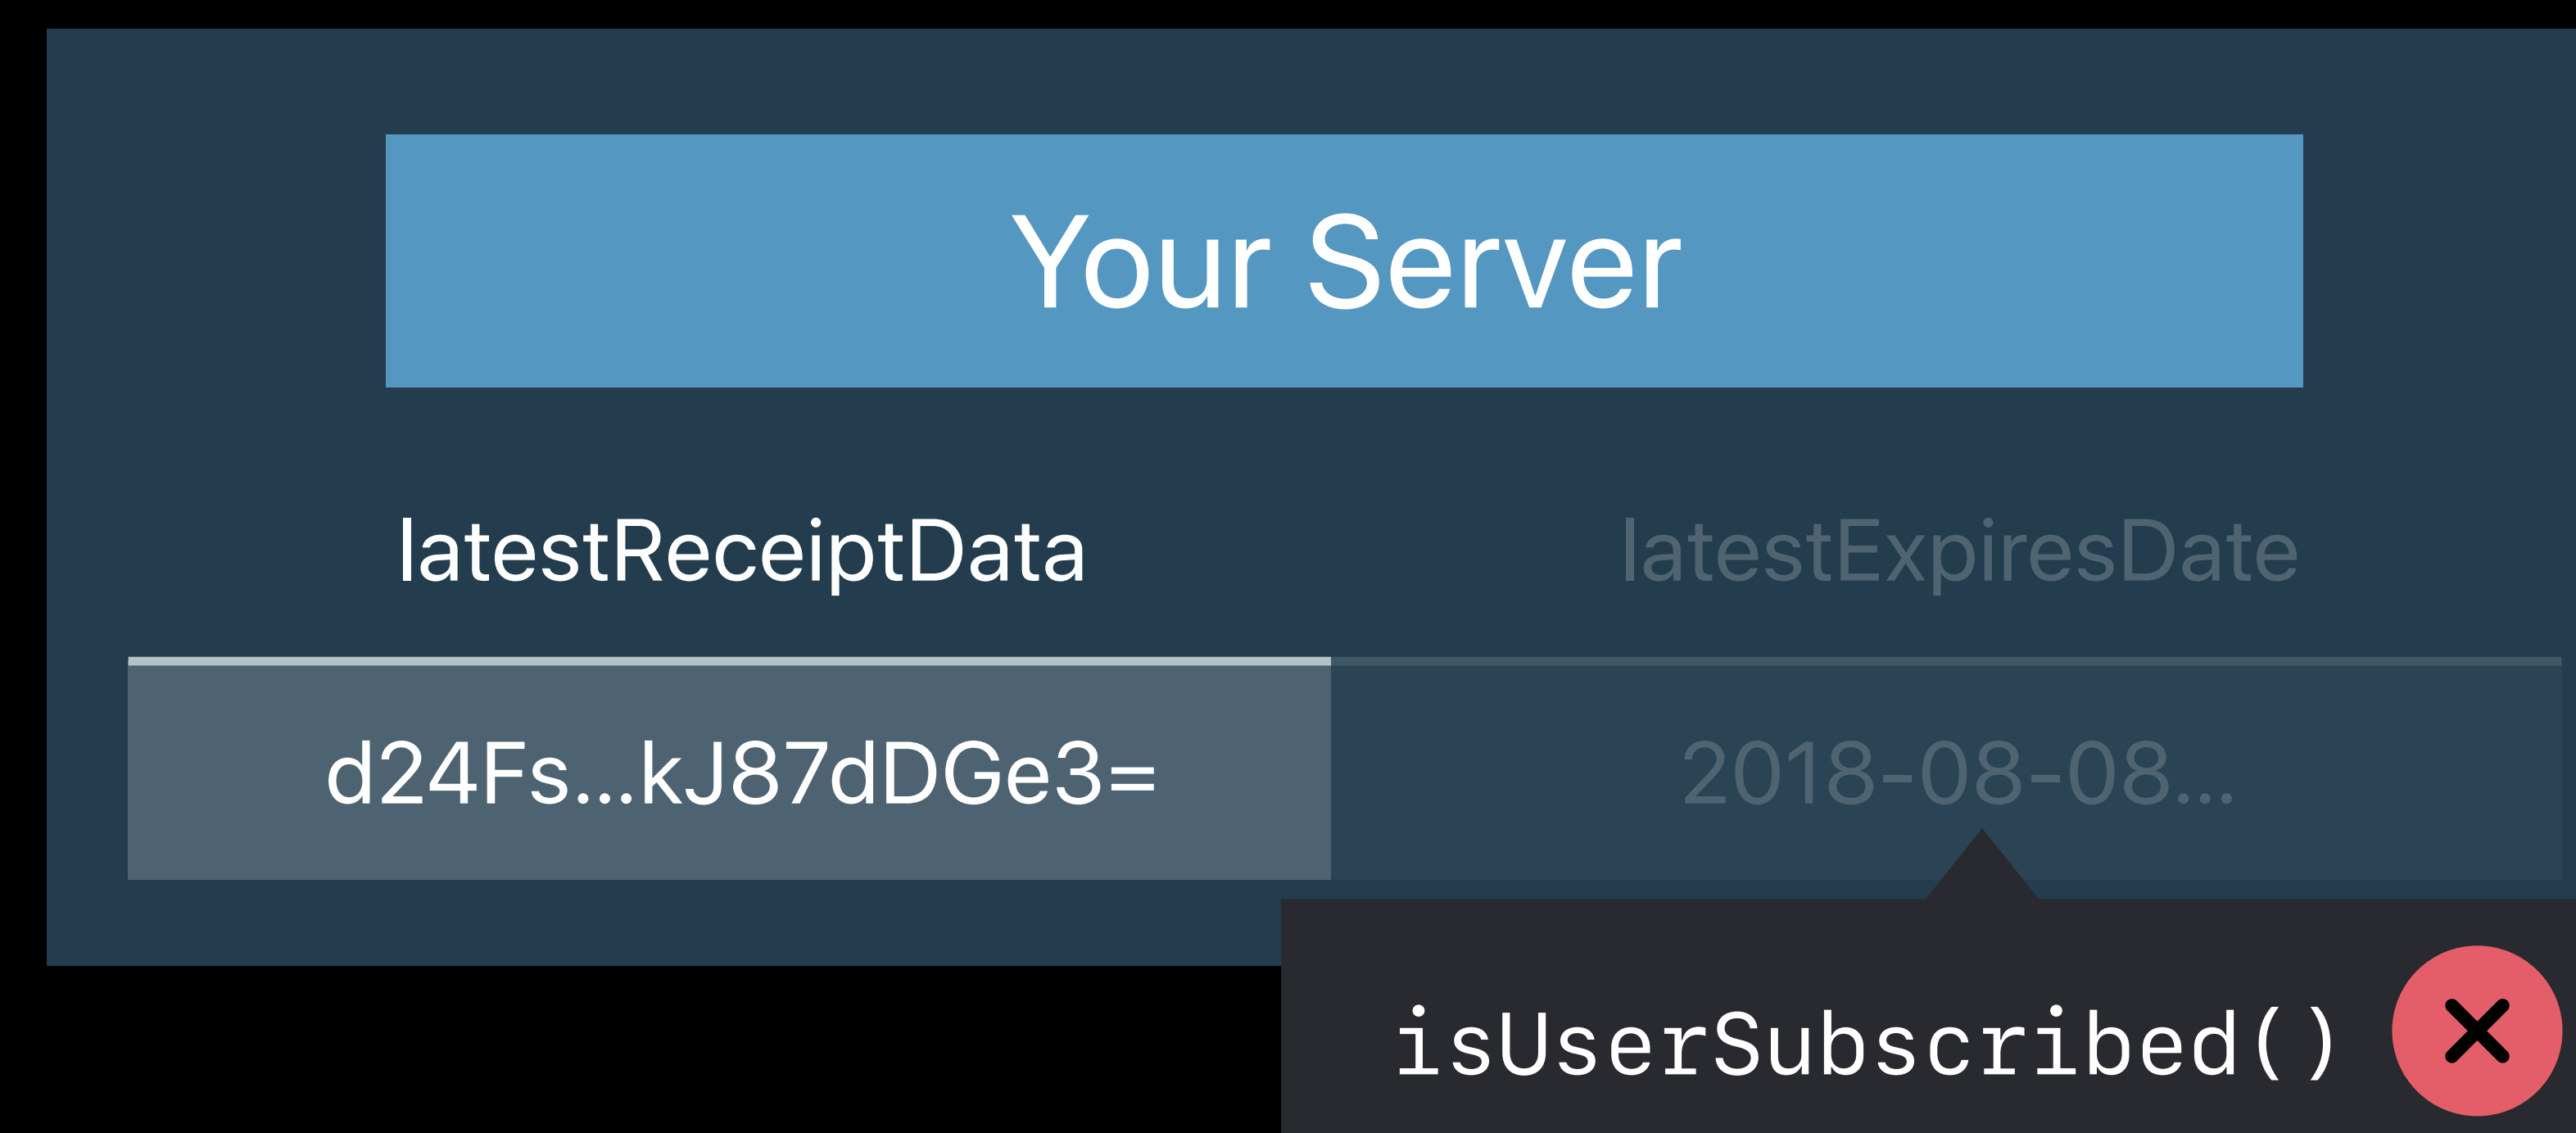 Your Server
latestReceiptData
latestExpiresDate
d24Fs...kJ87dDGe3=
2018-08-08...
isUserSubscribed()